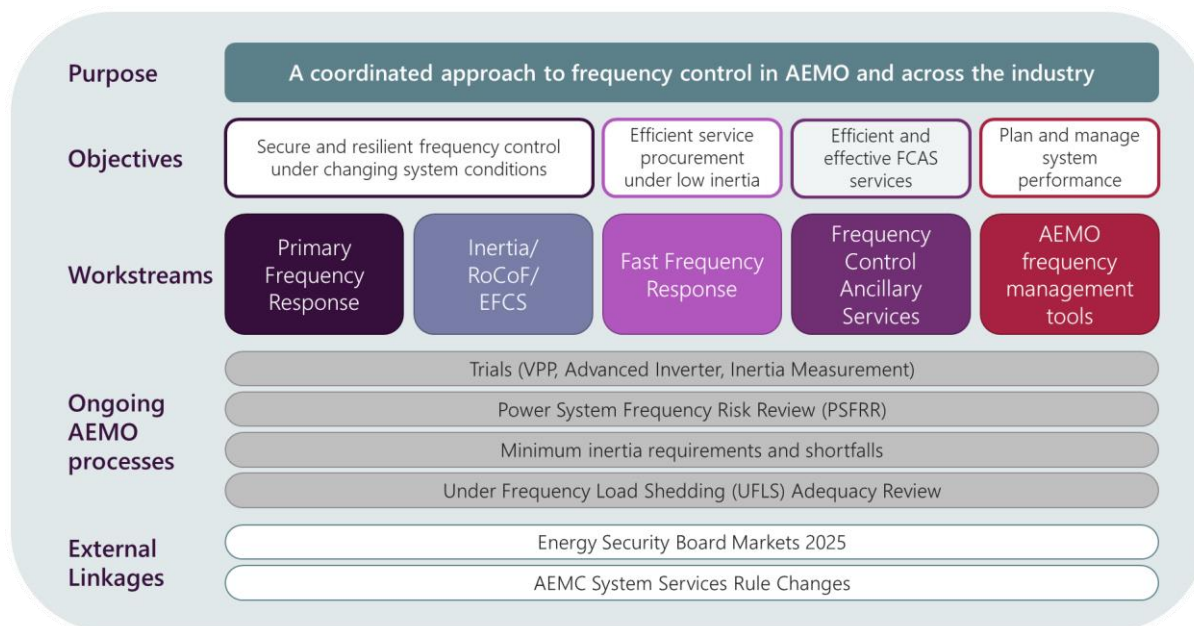 Purpose
A coordinated approach to frequency control in AEMO and across the industry
Objectives
Secure and resilient frequency control
under changing system conditions
Efficient service
procurement
under low inertia
Efficient and
effective FCAS
services
Plan and manage
system
performance
Workstreams
Primary
Frequency
Response
Inertia/
RoCoF/
EFCS
Fast Frequency
Response
Frequency
Control
Ancillary
Services
AEMO
frequency
management
tools
Ongoing
AEMO
processes
Trials (VPP, Advanced Inverter, Inertia Measurement)
Power System Frequency Risk Review (PSFRR)
Minimum inertia requirements and shortfalls
Under Frequency Load Shedding (UFLS) Adequacy Review
External
Linkages
Energy Security Board Markets 2025
AEMC System Services Rule Changes